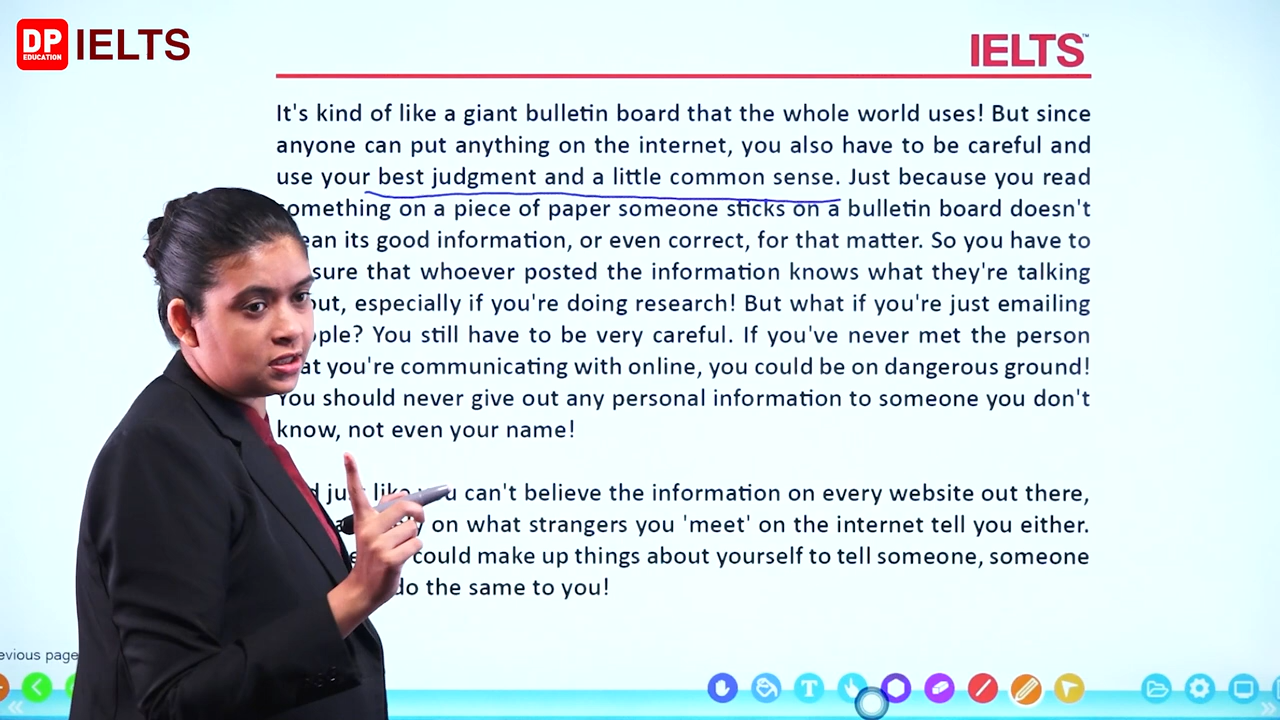 DP
EDUCATION
IELTS
IELTS
TM
It's kind of like a giant bulletin board that the whole world uses! But since
anyone can put anything on the internet, you also have to be careful and
use your best judgment and a little common sense. Just because you read
something on a piece of paper someone sticks on a bulletin board doesn't
its good information, or even correct, for that matter. So you have to
sure that whoever posted the information knows what they're talking
especially if you're doing research! But what if you're just emailing
You still have to be very careful. If you've never met the person
you're communicating with online, you could be on dangerous ground!
You should never give out any personal information to someone you don't
know, not even your name!
like can't believe the information on every website out there,
on what strangers you 'meet' on the internet tell you either.
could make up things about yourself to tell someone, someone
do the same to you!
page
T